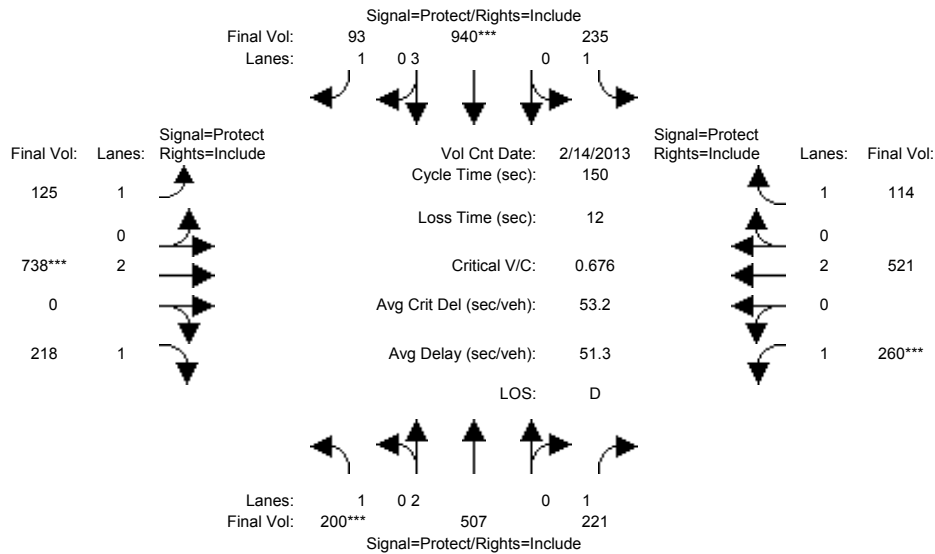 Signal=Protect/Rights=Include
Final Vol: 93 940*** 235
Lanes: 1 0 3 0 1
Signal=Protect
Final Vol: Lanes: Rights=Include
Vol Cnt Date: 2/14/2013
Signal=Protect
Rights=Include Lanes: Final Vol:
Cycle Time (sec): 150
125 1
1 114
Loss Time (sec): 12
0
0
738*** 2
Critical V/C: 0.676
2 521
0 0
Avg Crit Del (sec/veh): 53.2
0
218 1
Avg Delay (sec/veh): 51.3
1 260***
LOS: D
Lanes: 1 0 2 0 1
Final Vol: 200*** 507 221
Signal=Protect/Rights=Include